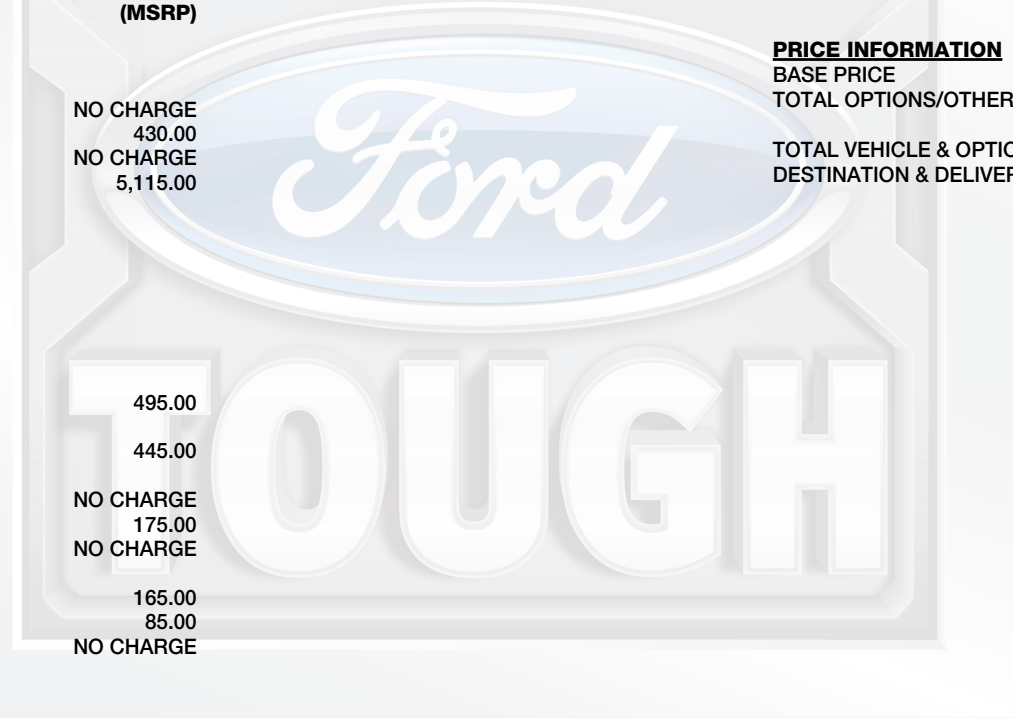 (MSRP)
NO CHARGE
430.00
NO CHARGE
5,115.00
495.00
445.00
NO CHARGE
175.00
NO CHARGE
165.00
85.00
NO CHARGE
PRICE INFORMATION
BASE PRICE
TOTAL OPTIONS/OTHER
TOTAL VEHICLE & OPTIO
DESTINATION & DELIVER
Ford
TOUGH